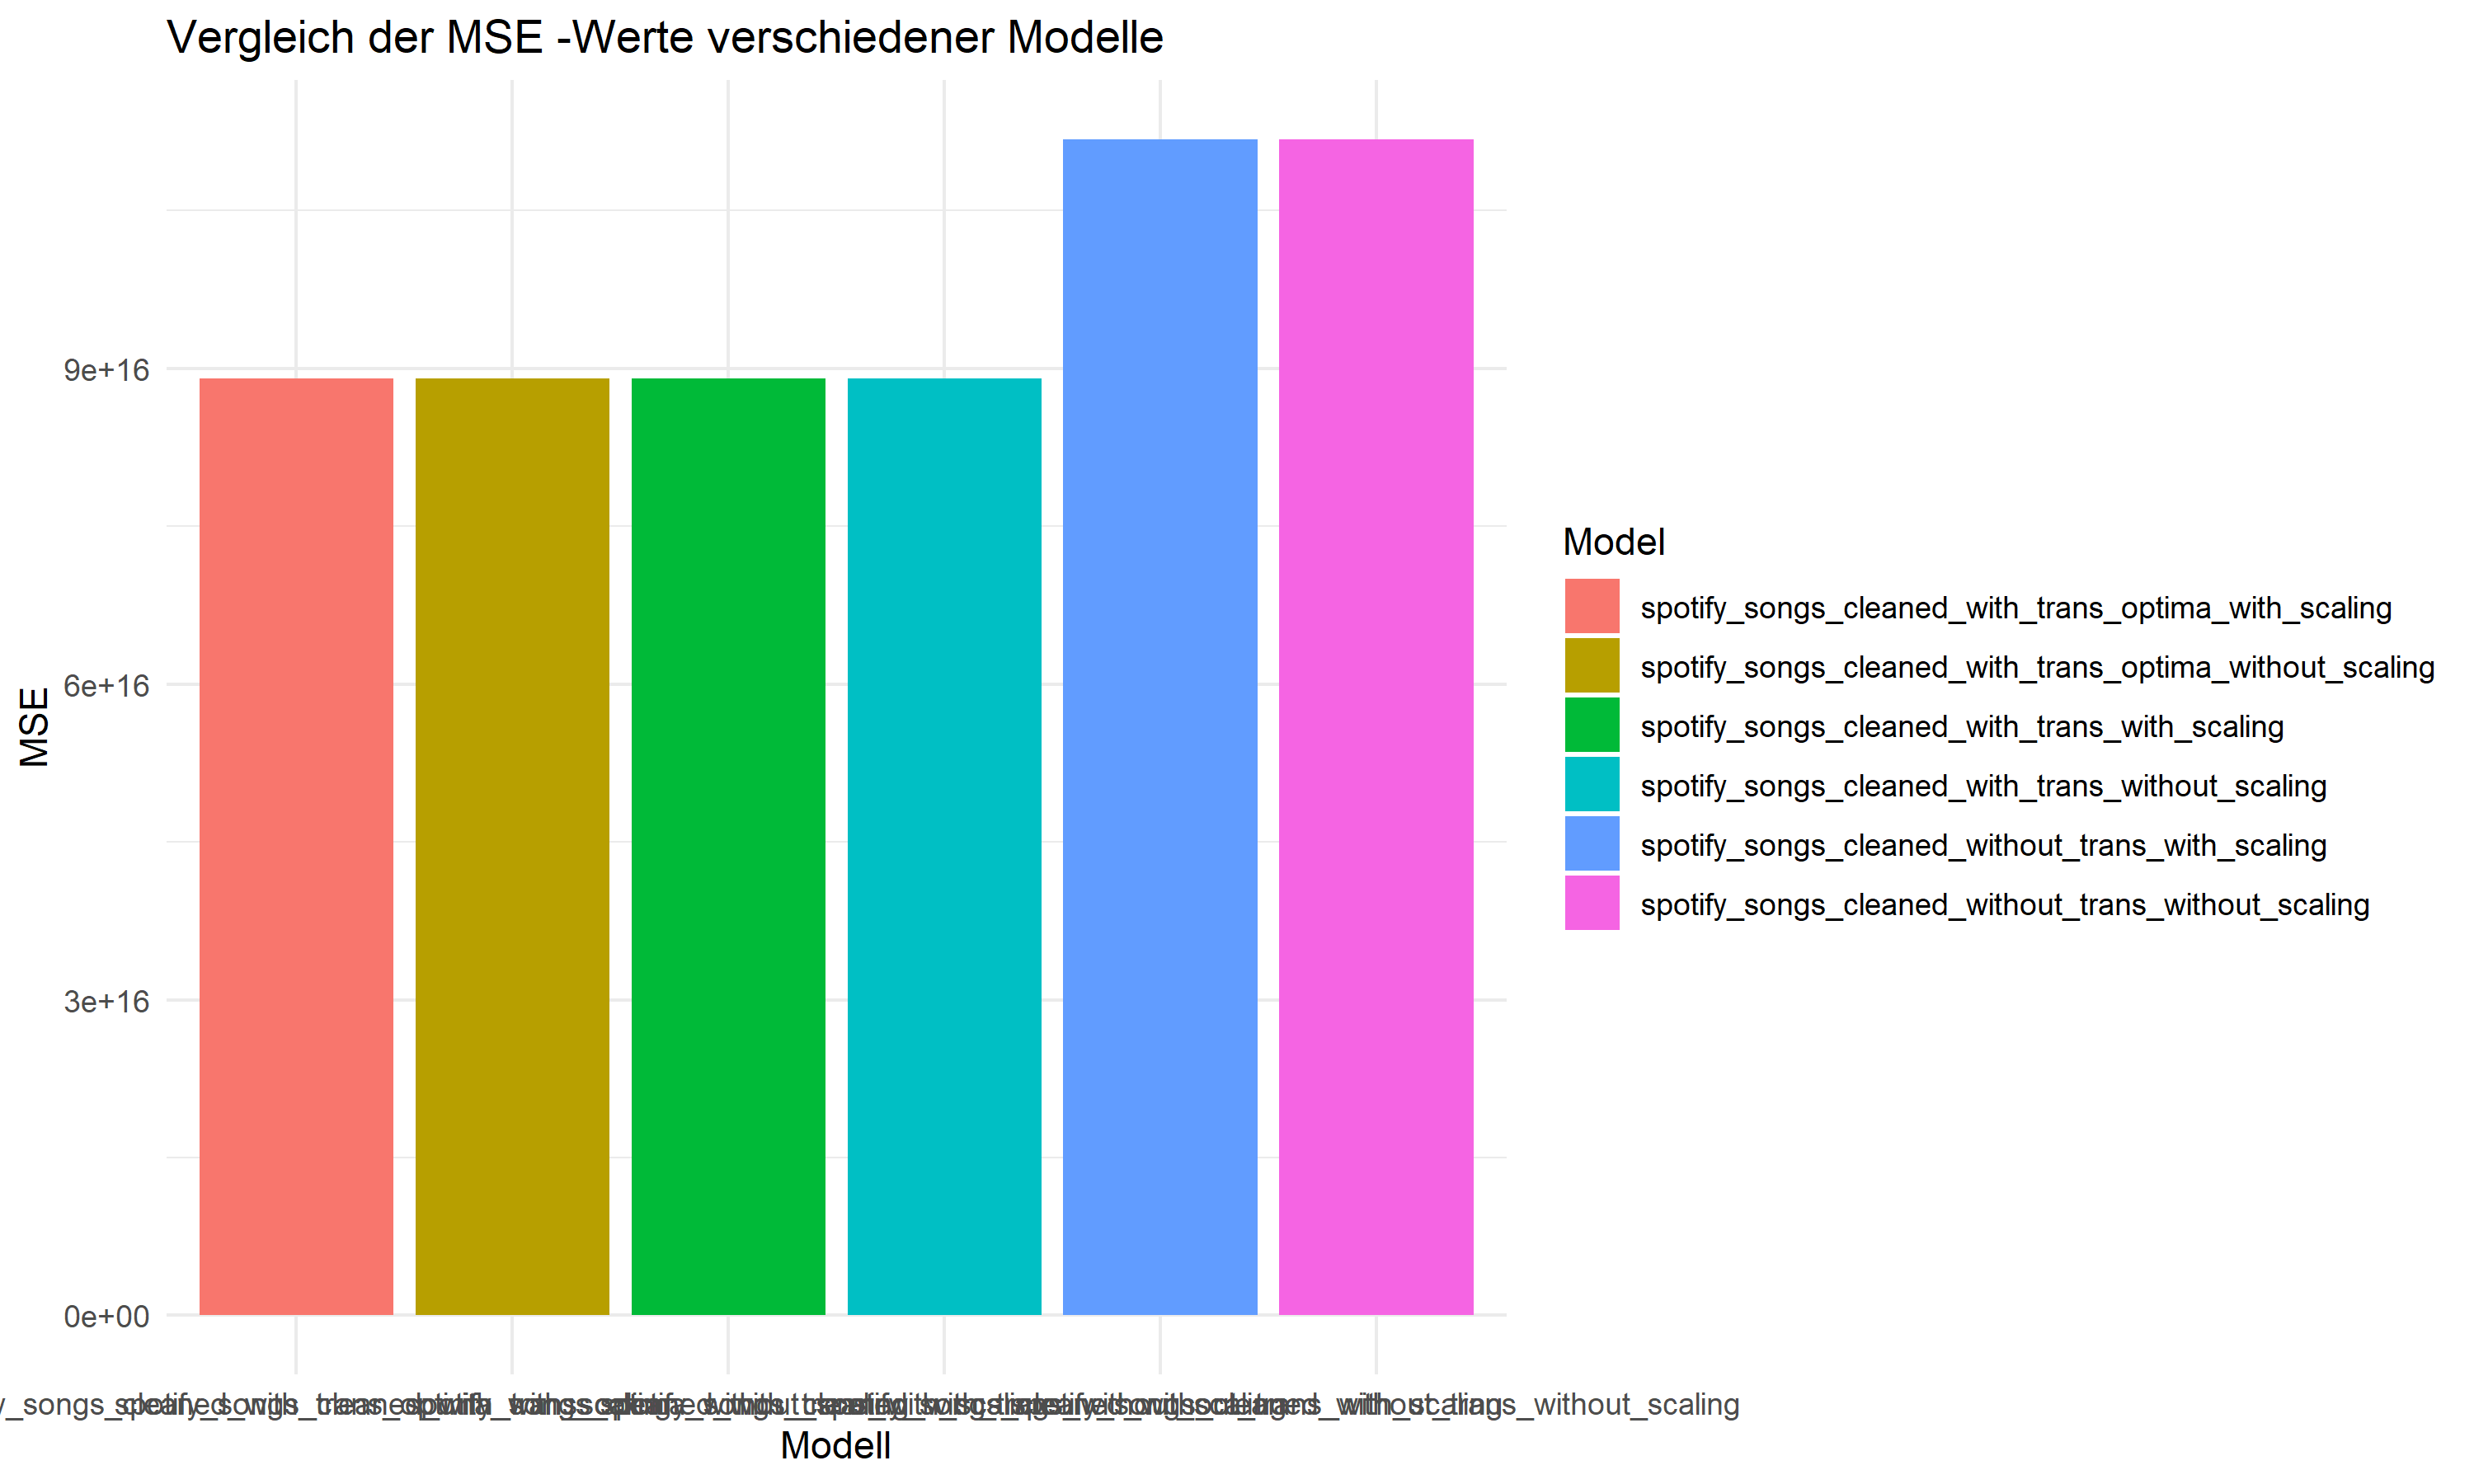 Vergleich der MSE -Werte verschiedener Modelle
MSE
9e+16
6e+16
3e+16
0e+00
Modell
Model
spotify_songs_cleaned_with_trans_optima_with_scaling
spotify_songs_cleaned_with_trans_optima_without_scaling
spotify_songs_cleaned_with_trans_with_scaling
spotify_songs_cleaned_with_trans_without_scaling
spotify_songs_cleaned_without_trans_with_scaling
spotify_songs_cleaned_without_trans_without_scaling